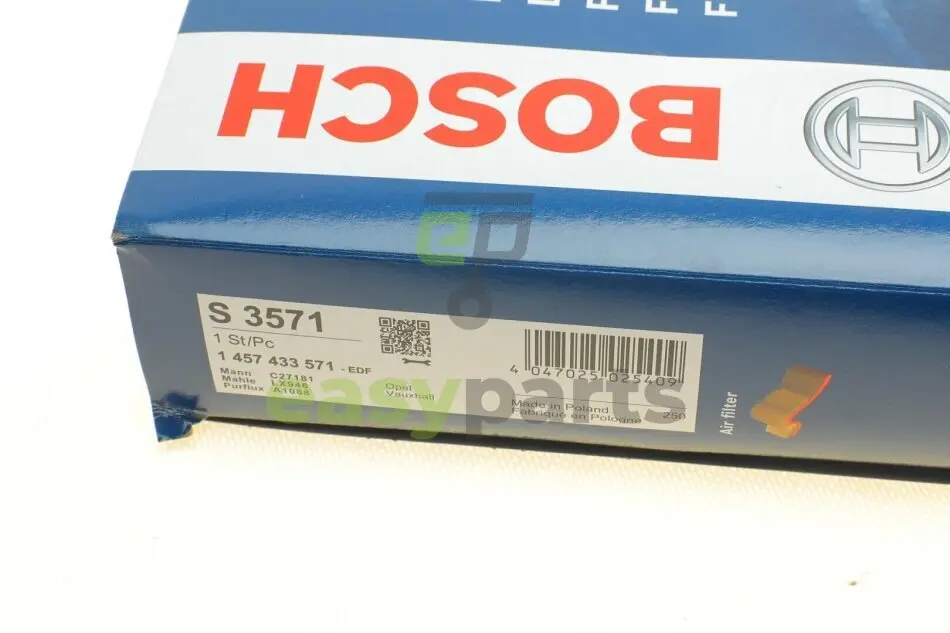 BOSCH
S 3571
1 St/Pc
1 457 433 571 - EDF
Mann C27181
Mahle LX946
Purflux A1088
Opel
Vauxhall
4 047025 025409
Made in Poland
Fabriqué en Pologne
250
Air filter
ep
easyparts